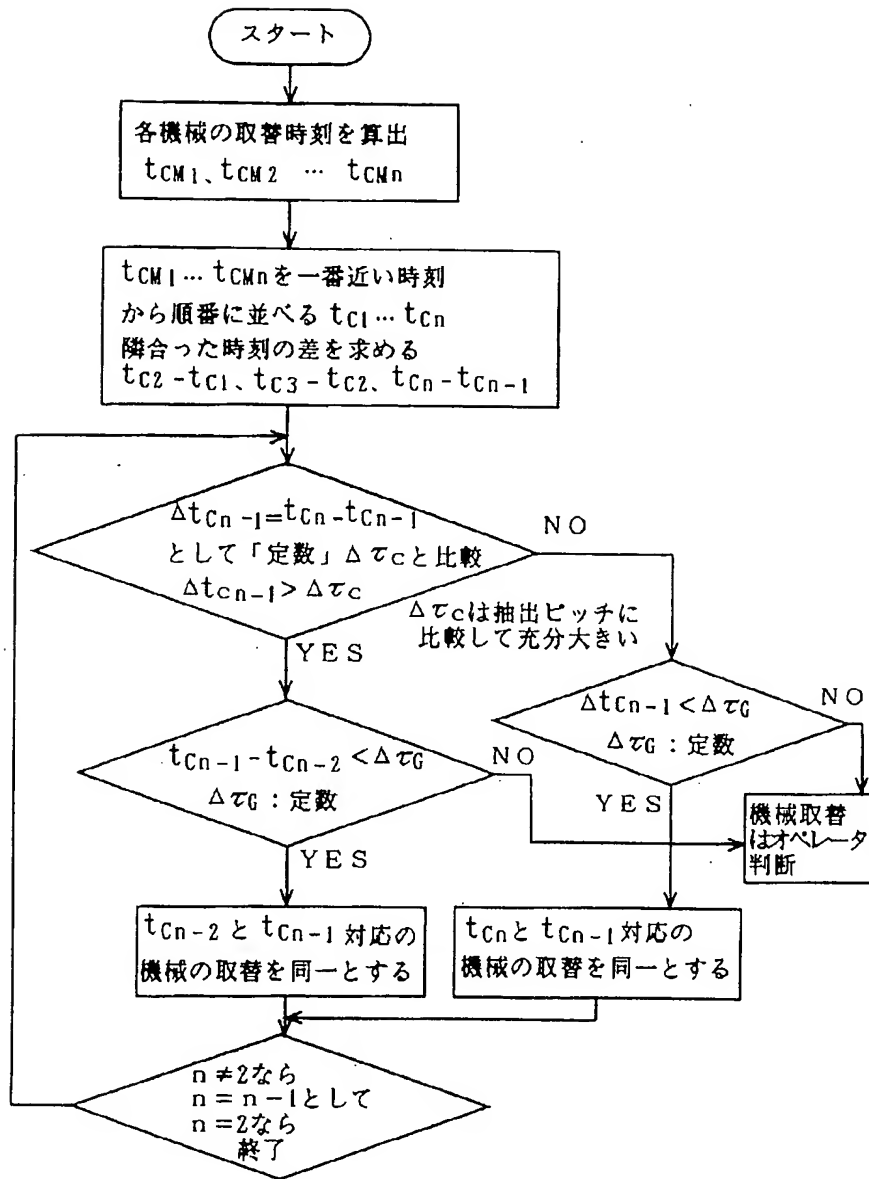 スタート
各機械の取替時刻を算出
tCM1、tCM2 … tCMn
tCM1… tCMnを一番近い時刻
から順番に並べる tC1…tCn
隣合った時刻の差を求める
tC2-tC1、tC3-tC2、tCn-tCn-1
ΔtCn-1=tCn-tCn-1
として「定数」ΔτCと比較
ΔtCn-1>ΔτC
NO
YES
ΔτCは抽出ピッチに
比較して充分大きい
ΔtCn-1<ΔτG
ΔτG:定数
NO
YES
tCn-1-tCn-2<ΔτG
ΔτG:定数
NO
YES
機械取替
はオペレータ
判断
tCn-2と tCn-1 対応の
機械の取替を同一とする
tCnと tCn-1 対応の
機械の取替を同一とする
n≠2なら
n=n-1として
n=2なら
終了